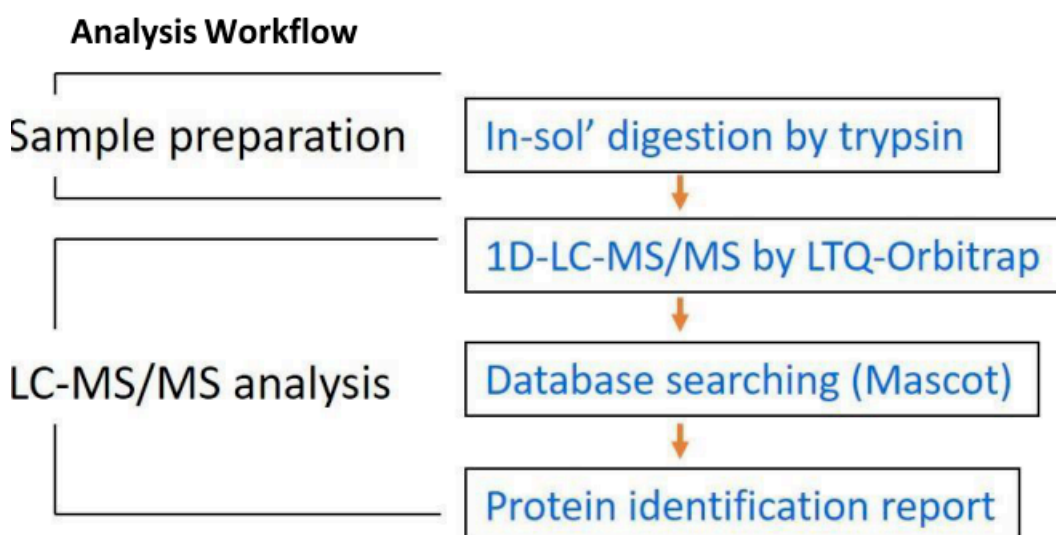 Analysis Workflow
Sample preparation
In-sol’ digestion by trypsin
1D-LC-MS/MS by LTQ-Orbitrap
LC-MS/MS analysis
Database searching (Mascot)
Protein identification report